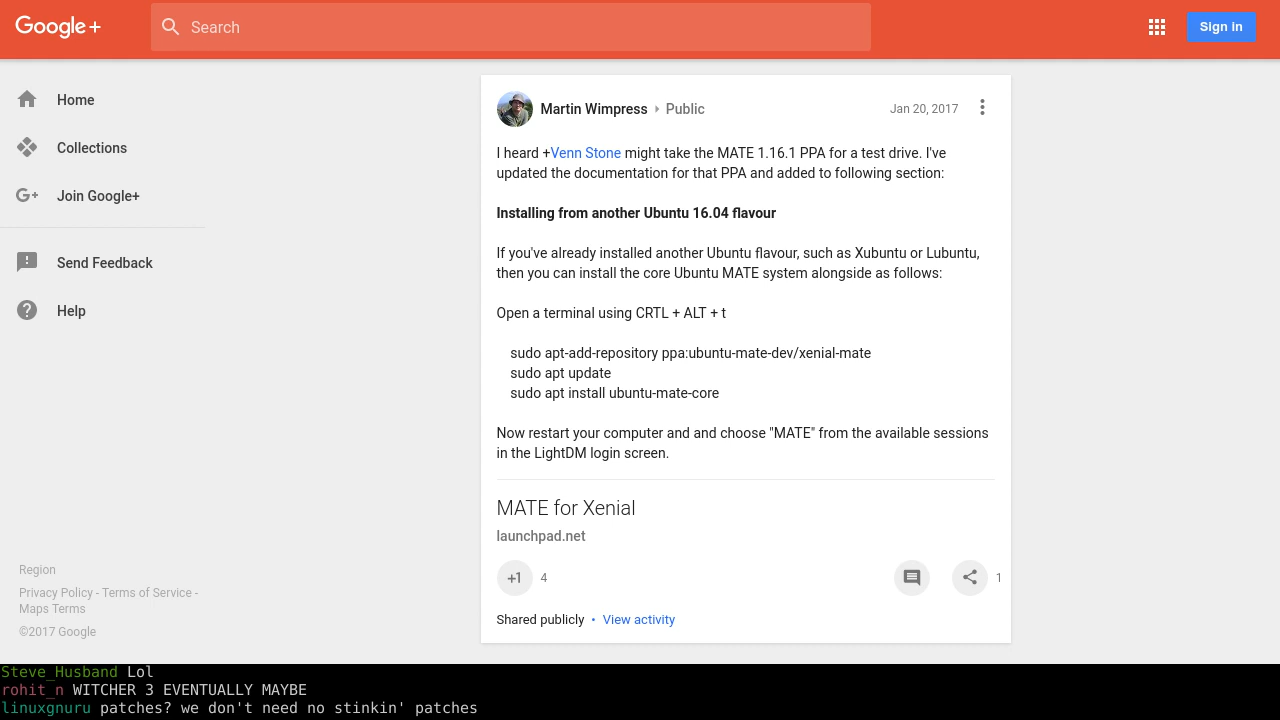 Google+
Search
Sign in
Home
Collections
G+ Join Google+
Send Feedback
Help
Region
Privacy Policy - Terms of Service -
Maps Terms
©2017 Google
Martin Wimpress Public
Jan 20, 2017
I heard +Venn Stone might take the MATE 1.16.1 PPA for a test drive. I've
updated the documentation for that PPA and added to following section:
Installing from another Ubuntu 16.04 flavour
If you've already installed another Ubuntu flavour, such as Xubuntu or Lubuntu,
then you can install the core Ubuntu MATE system alongside as follows:
Open a terminal using CRTL + ALT + t
sudo apt-add-repository ppa:ubuntu-mate-dev/xenial-mate
sudo apt update
sudo apt install ubuntu-mate-core
Now restart your computer and and choose "MATE" from the available sessions
in the LightDM login screen.
MATE for Xenial
launchpad.net
+1 4
1
Shared publicly • View activity
Steve_Husband Lol
rohit_n WITCHER 3 EVENTUALLY MAYBE
linuxgnuru patches? we don't need no stinkin' patches